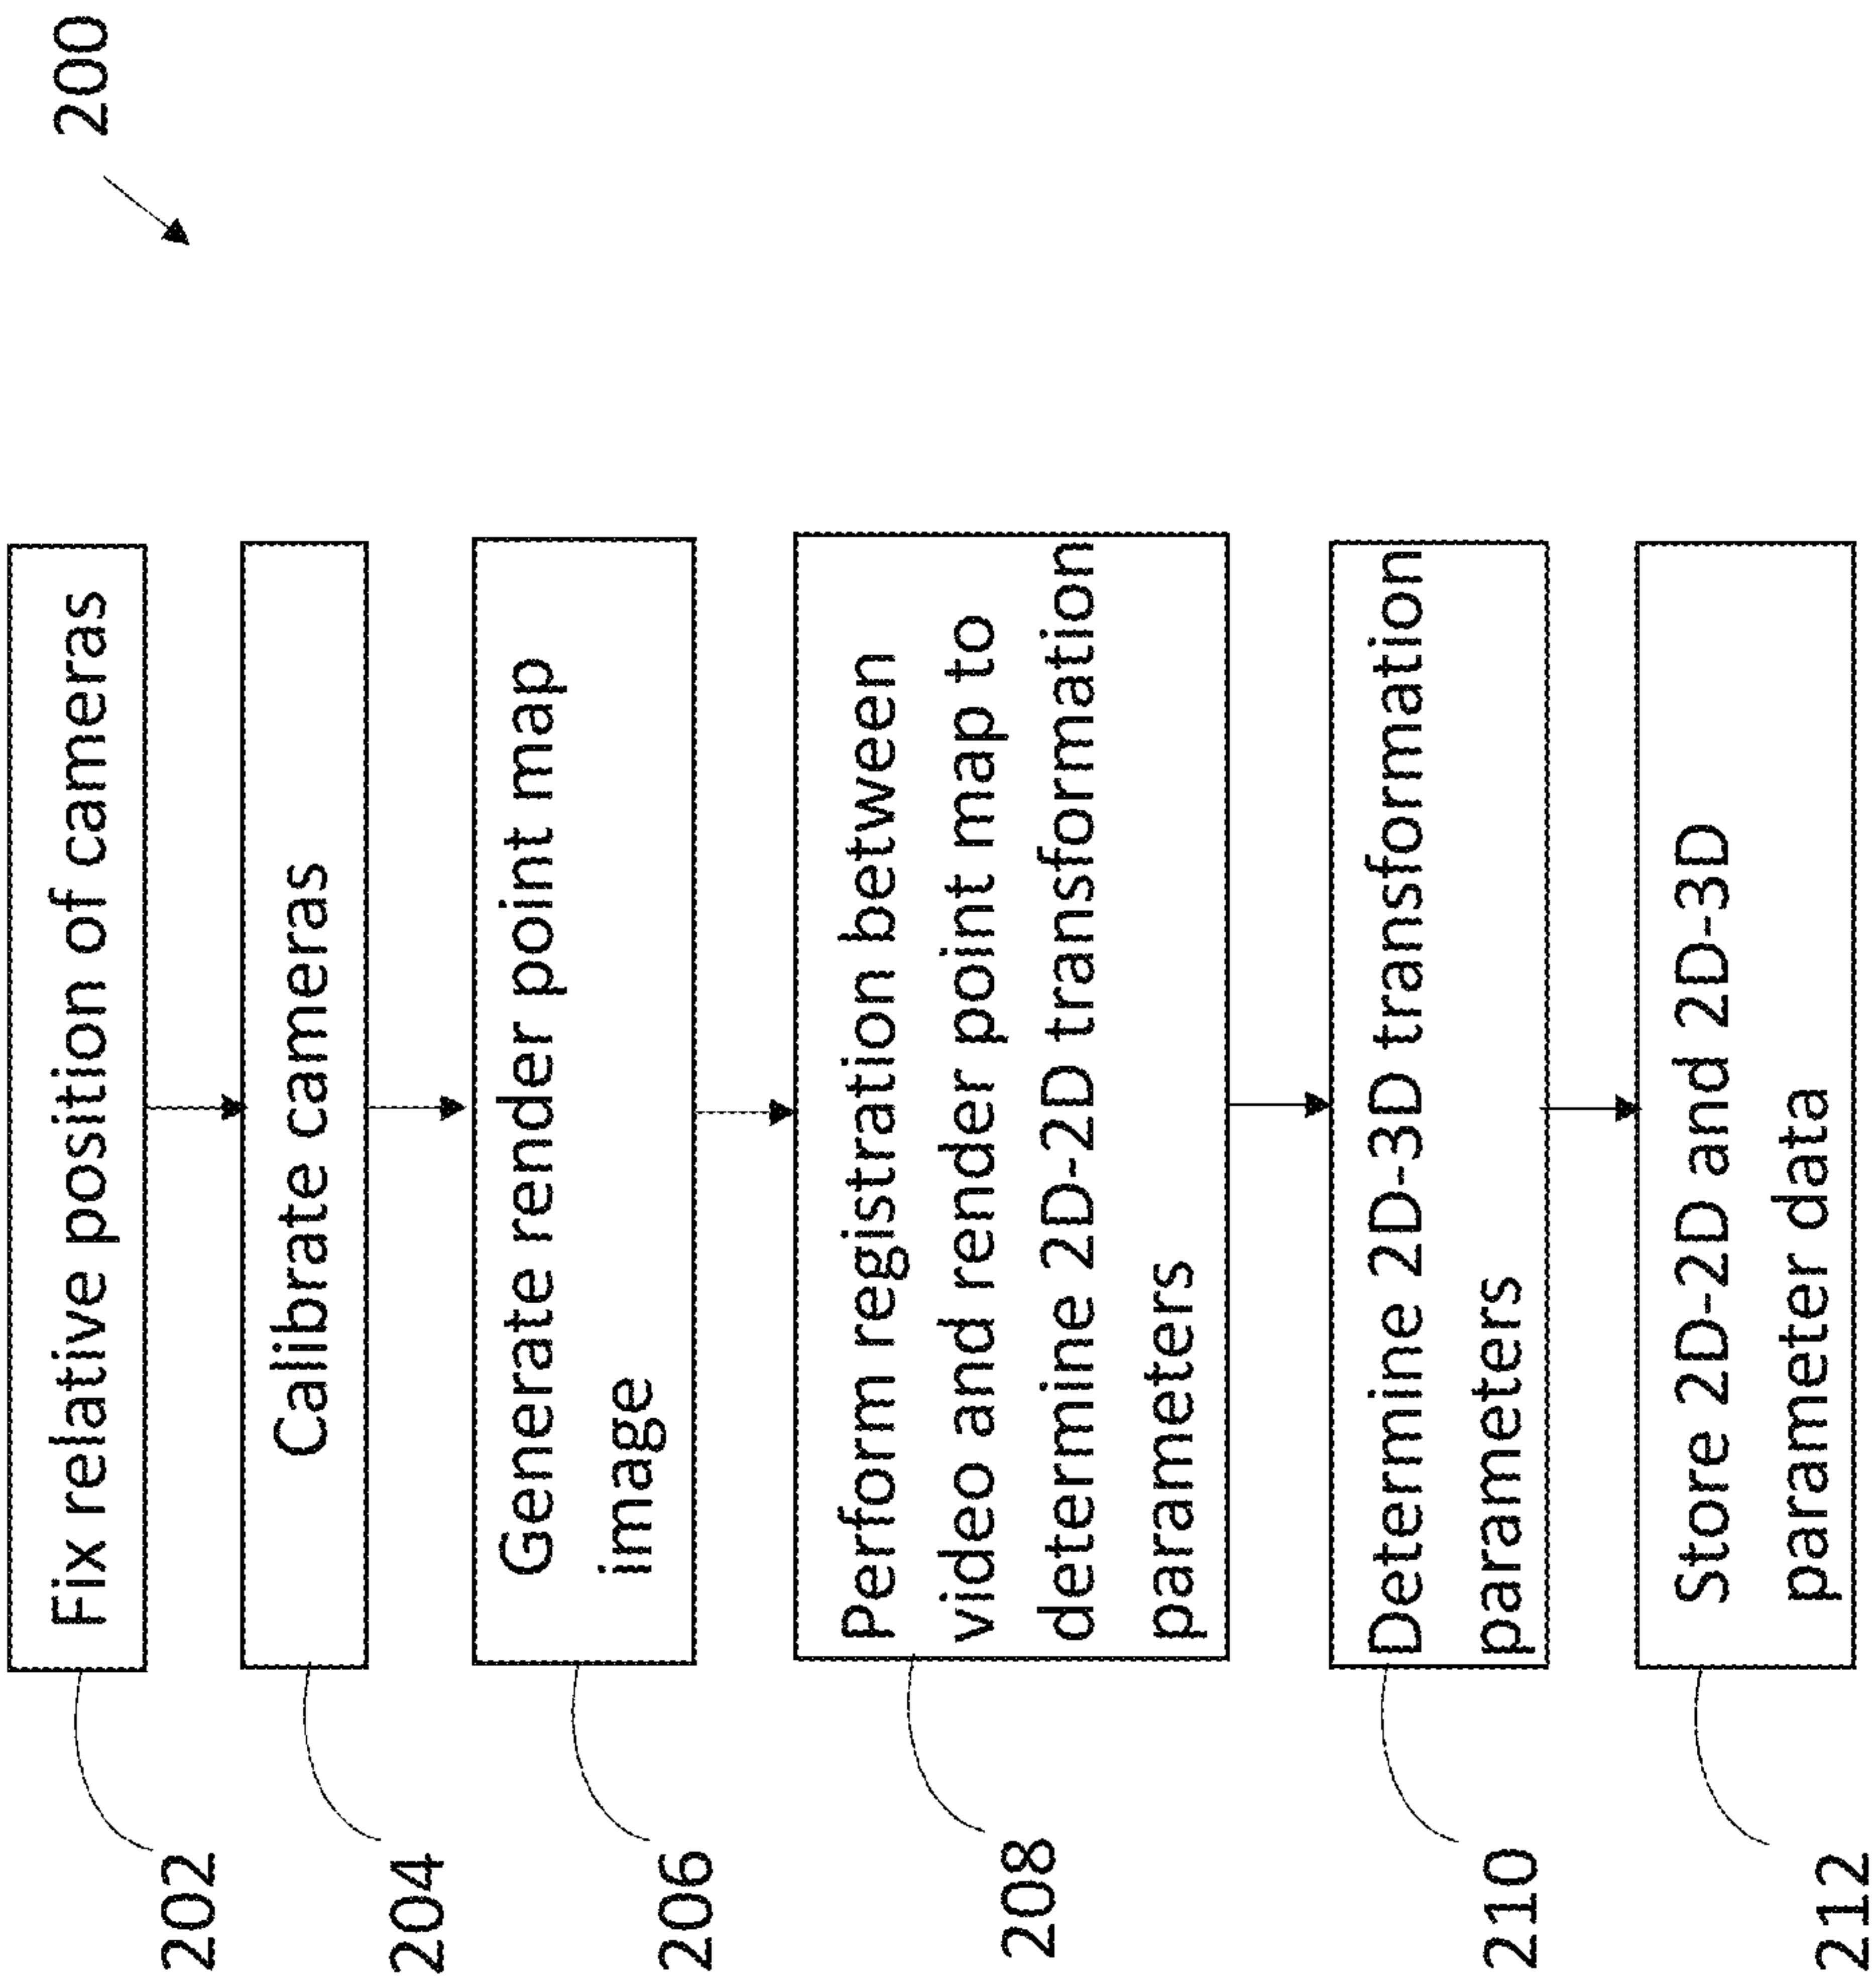 200
202
Fix relative position of cameras
204
Calibrate cameras
206
Generate render point map
image
208
Perform registration between
video and render point map to
determine 2D-2D transformation
parameters
210
Determine 2D-3D transformation
parameters
212
Store 2D-2D and 2D-3D
parameter data